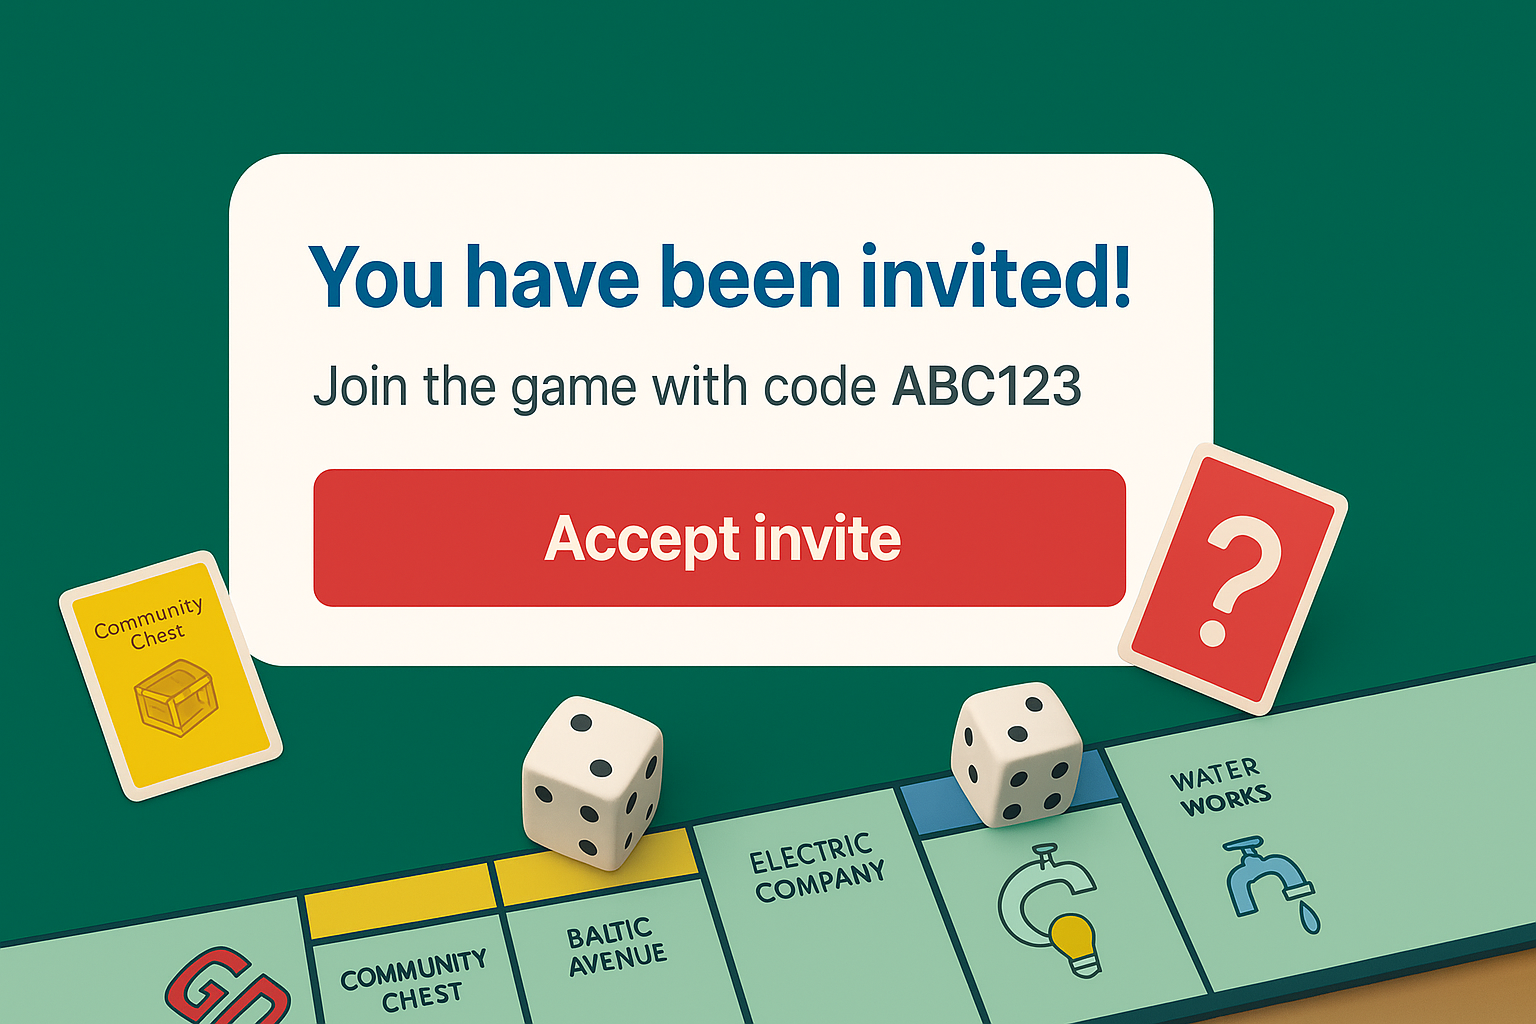 You have been invited!
Join the game with code ABC123
Accept invite
Community
Chest
?
GO
COMMUNITY
CHEST
BALTIC
AVENUE
ELECTRIC
COMPANY
WATER
WORKS